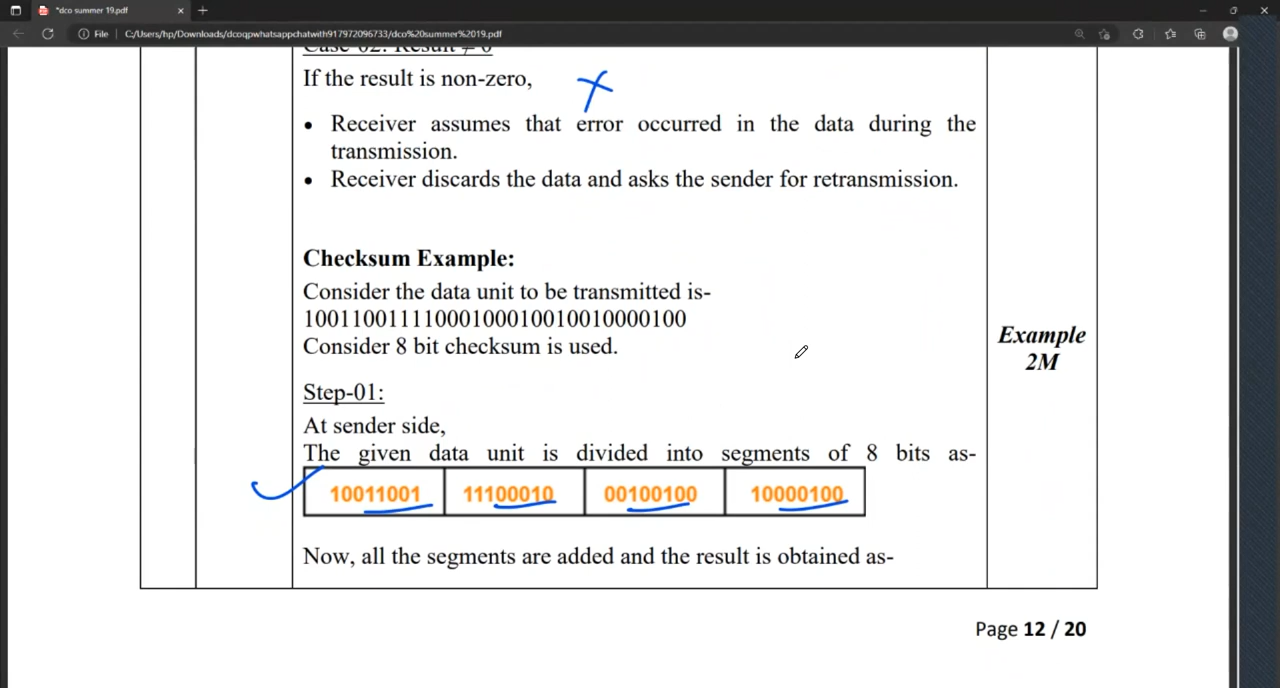 *dco summer 19.pdf
File
C:/Users/hp/Downloads/dcoqpwhatsappchatwith917972096733/dco%20summer%2019.pdf
Case-02: Result ≠ 0
If the result is non-zero,
• Receiver assumes that error occurred in the data during the
transmission.
• Receiver discards the data and asks the sender for retransmission.
Checksum Example:
Consider the data unit to be transmitted is-
10011001111000100010010010000100
Consider 8 bit checksum is used.
Example
2M
Step-01:
At sender side,
The given data unit is divided into segments of 8 bits as-
10011001 11100010 00100100 10000100
Now, all the segments are added and the result is obtained as-
Page 12 / 20